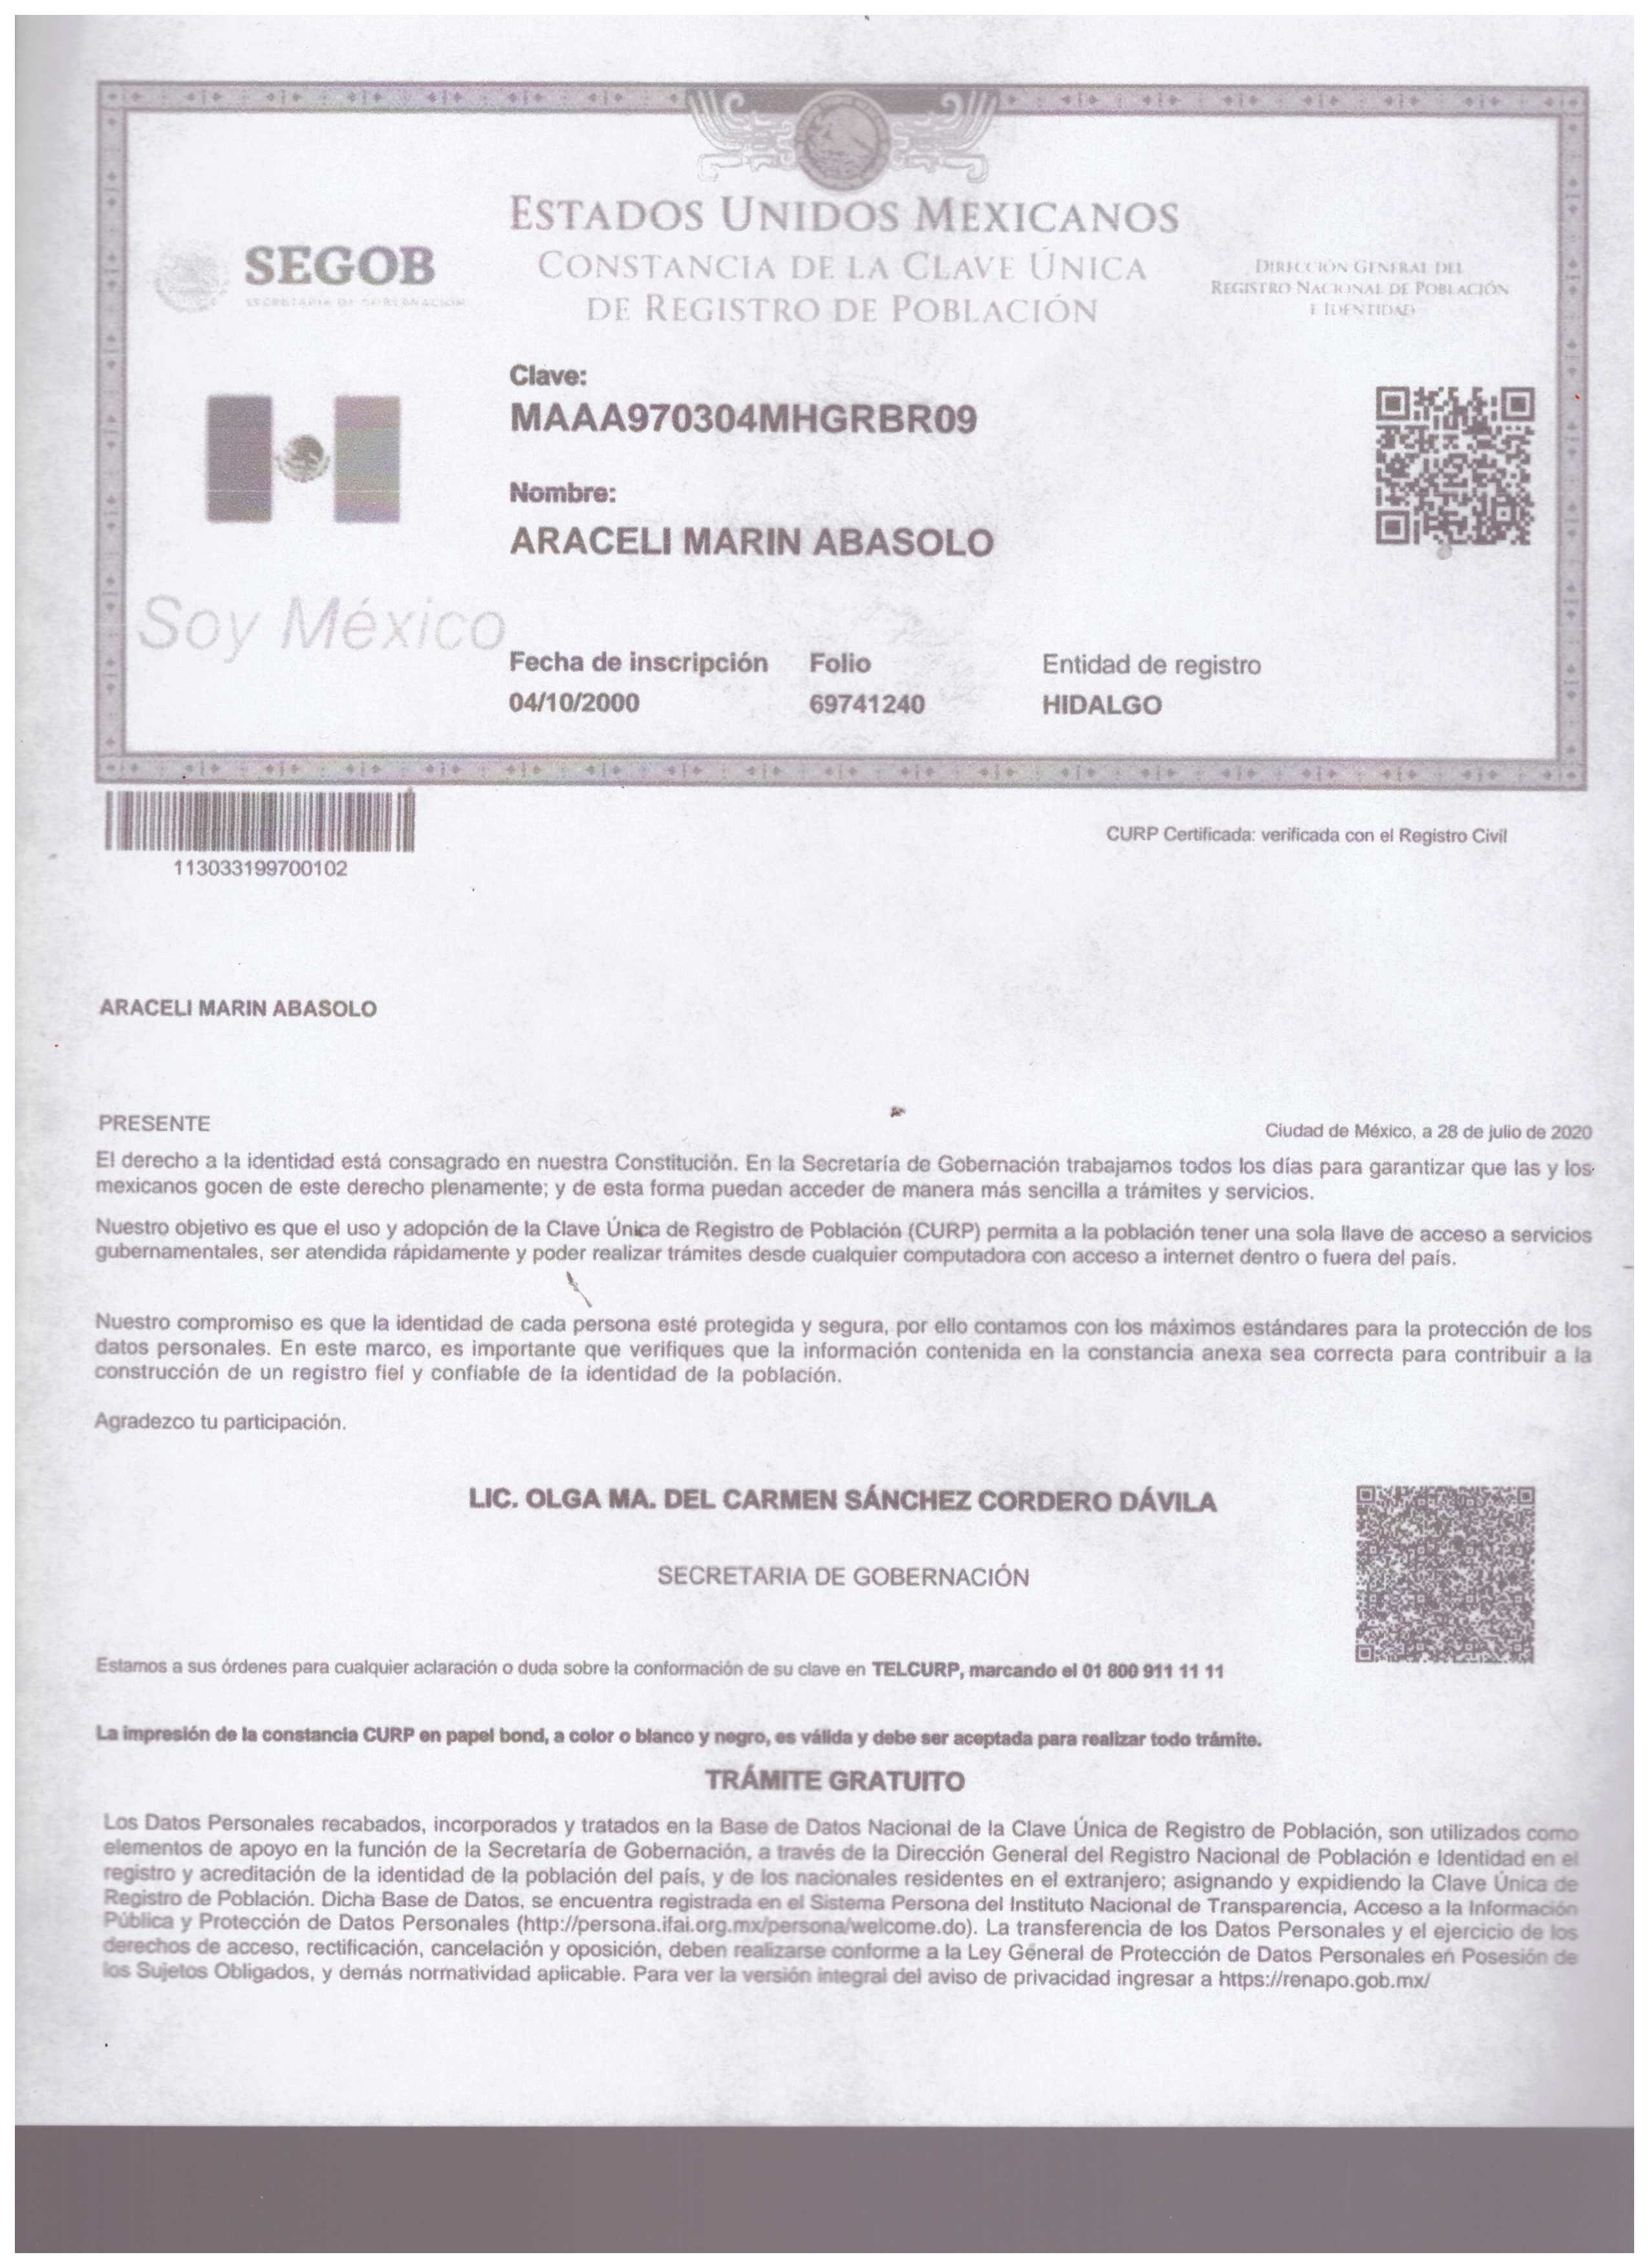 ESTADOS UNIDOS MEXICANOS
SEGOB
SECRETARÍA DE GOBERNACIÓN
CONSTANCIA DE LA CLAVE ÚNICA
DE REGISTRO DE POBLACIÓN
DIRECCIÓN GENERAL DEL
REGISTRO NACIONAL DE POBLACIÓN
E IDENTIDAD
Clave:
MAAA970304MHGRBR09
Nombre:
ARACELI MARIN ABASOLO
Soy México
Fecha de inscripción Folio Entidad de registro
04/10/2000 69741240 HIDALGO
CURP Certificada: verificada con el Registro Civil
113033199700102
ARACELI MARIN ABASOLO
PRESENTE
Ciudad de México, a 28 de julio de 2020
El derecho a la identidad está consagrado en nuestra Constitución. En la Secretaría de Gobernación trabajamos todos los días para garantizar que las y los
mexicanos gocen de este derecho plenamente; y de esta forma puedan acceder de manera más sencilla a trámites y servicios.
Nuestro objetivo es que el uso y adopción de la Clave Única de Registro de Población (CURP) permita a la población tener una sola llave de acceso a servicios
gubernamentales, ser atendida rápidamente y poder realizar trámites desde cualquier computadora con acceso a internet dentro o fuera del país.
Nuestro compromiso es que la identidad de cada persona esté protegida y segura, por ello contamos con los máximos estándares para la protección de los
datos personales. En este marco, es importante que verifiques que la información contenida en la constancia anexa sea correcta para contribuir a la
construcción de un registro fiel y confiable de la identidad de la población.
Agradezco tu participación.
LIC. OLGA MA. DEL CARMEN SÁNCHEZ CORDERO DÁVILA
SECRETARIA DE GOBERNACIÓN
Estamos a sus órdenes para cualquier aclaración o duda sobre la conformación de su clave en TELCURP, marcando el 01 800 911 11 11
La impresión de la constancia CURP en papel bond, a color o blanco y negro, es válida y debe ser aceptada para realizar todo trámite.
TRÁMITE GRATUITO
Los Datos Personales recabados, incorporados y tratados en la Base de Datos Nacional de la Clave Única de Registro de Población, son utilizados como
elementos de apoyo en la función de la Secretaría de Gobernación, a través de la Dirección General del Registro Nacional de Población e Identidad en el
registro y acreditación de la identidad de la población del país, y de los nacionales residentes en el extranjero; asignando y expidiendo la Clave Única de
Registro de Población. Dicha Base de Datos, se encuentra registrada en el Sistema Persona del Instituto Nacional de Transparencia, Acceso a la Información
Pública y Protección de Datos Personales (http://persona.ifai.org.mx/persona/welcome.do). La transferencia de los Datos Personales y el ejercicio de los
derechos de acceso, rectificación, cancelación y oposición, deben realizarse conforme a la Ley General de Protección de Datos Personales en Posesión de
los Sujetos Obligados, y demás normatividad aplicable. Para ver la versión integral del aviso de privacidad ingresar a https://renapo.gob.mx/